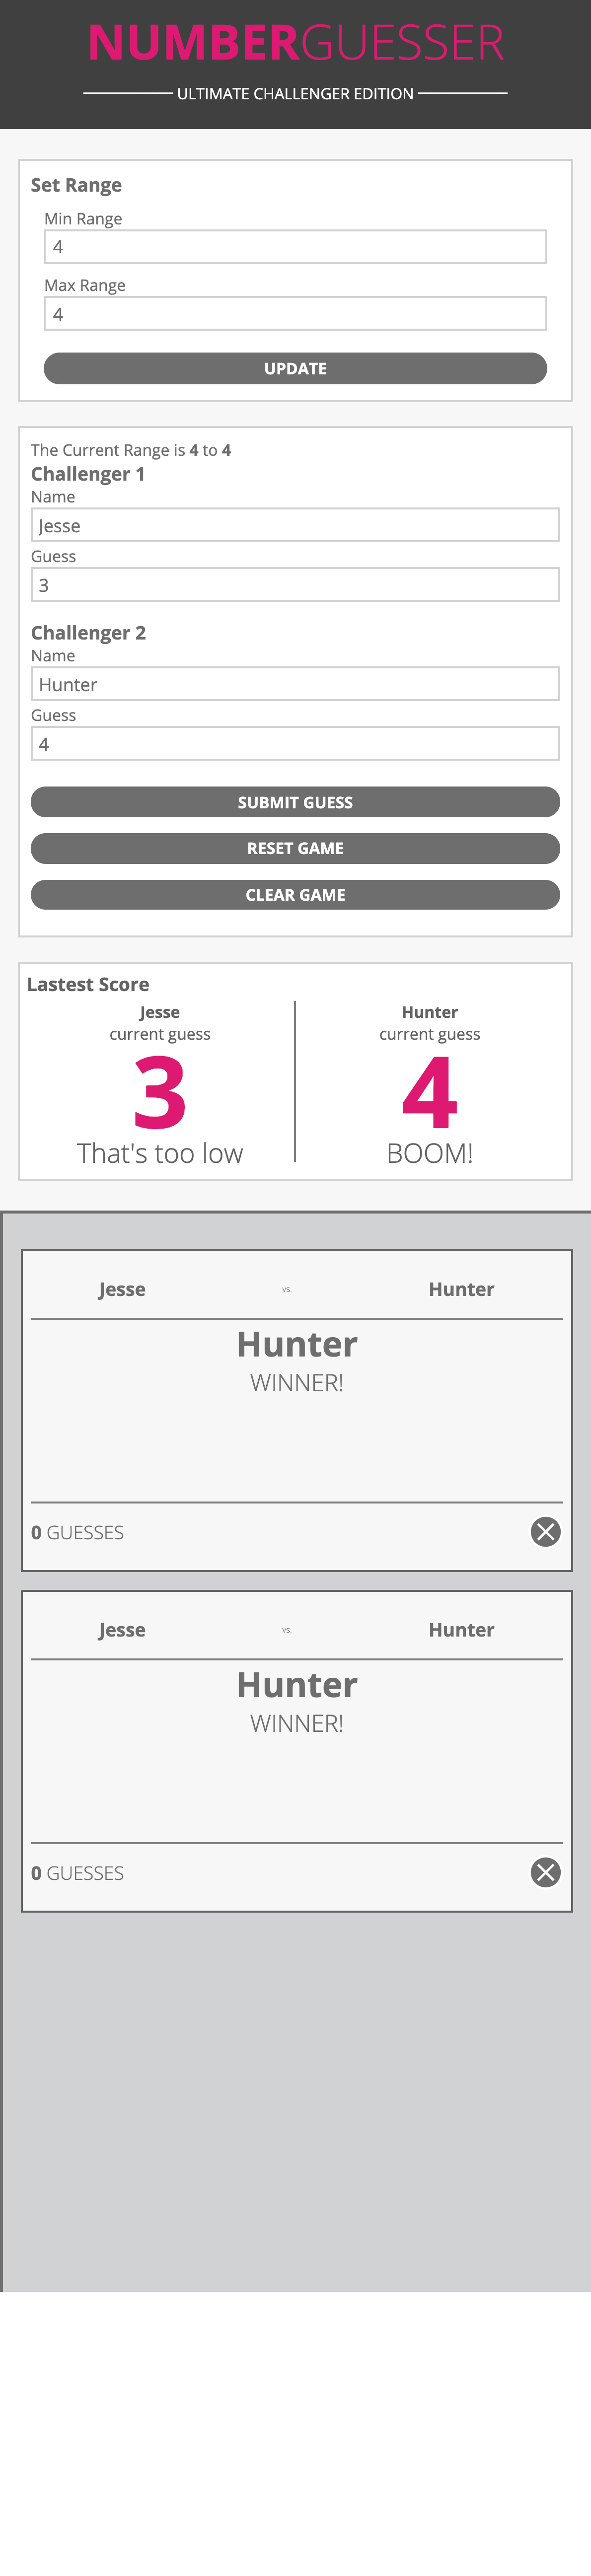 NUMBERGUESSER
ULTIMATE CHALLENGER EDITION
Set Range
Min Range
4
Max Range
4
UPDATE
The Current Range is 4 to 4
Challenger 1
Name
Jesse
Guess
3
Challenger 2
Name
Hunter
Guess
4
SUBMIT GUESS
RESET GAME
CLEAR GAME
Lastest Score
Jesse Hunter
current guess current guess
3 4
That's too low BOOM!
Jesse vs. Hunter
Hunter
WINNER!
0 GUESSES
Jesse vs. Hunter
Hunter
WINNER!
0 GUESSES